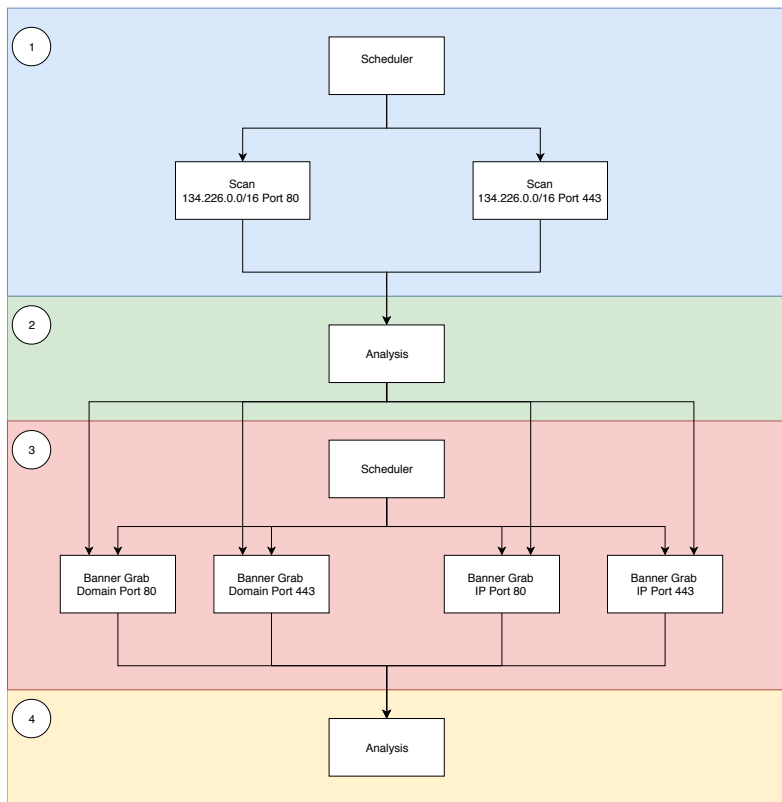 1
Scheduler
Scan
134.226.0.0/16 Port 80
Scan
134.226.0.0/16 Port 443
2
Analysis
3
Scheduler
Banner Grab
Domain Port 80
Banner Grab
Domain Port 443
Banner Grab
IP Port 80
Banner Grab
IP Port 443
4
Analysis